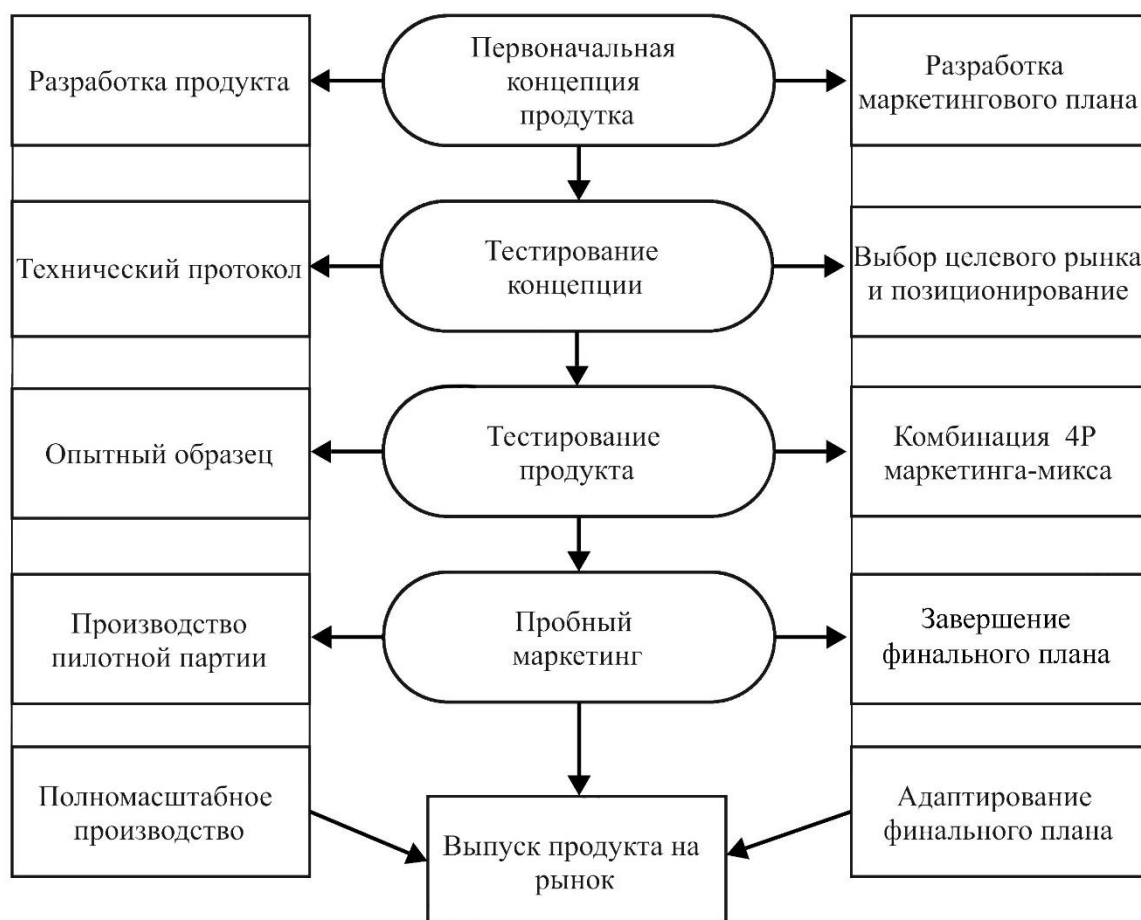 Разработка продукта
Первоначальная
концепция
продутка
Разработка
маркетингового плана
Технический протокол
Тестирование
концепции
Выбор целевого рынка
и позиционирование
Опытный образец
Тестирование
продукта
Комбинация 4P
маркетинга-микса
Производство
пилотной партии
Пробный
маркетинг
Завершение
финального плана
Полномасштабное
производство
Выпуск продукта на
рынок
Адаптирование
финального плана